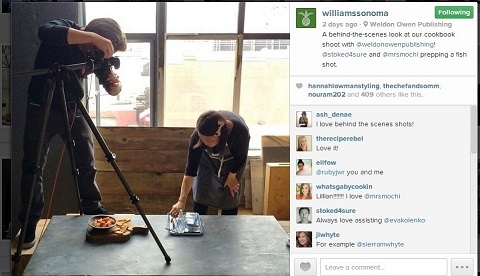 williamssonoma
Following
2 days ago · Weldon Owen Publishing
A behind-the-scenes look at our cookbook
shoot with @weldonowenpublishing!
@stoked4sure and @mrsmochi prepping a fish
shot.
hannahlowmanstyling, thechefandsamm,
nouram202 and 409 others like this.
ash_denae
I love behind the scenes shots!
thereciperebel
Love it!
elifow
@rubyjwr you and me
whatsgabycookin
Lillian!!!!!! I love @mrsmochi
stoked4sure
Always love assisting @evakolenko
jlwhyte
For example @sierramwhyte
Leave a comment...